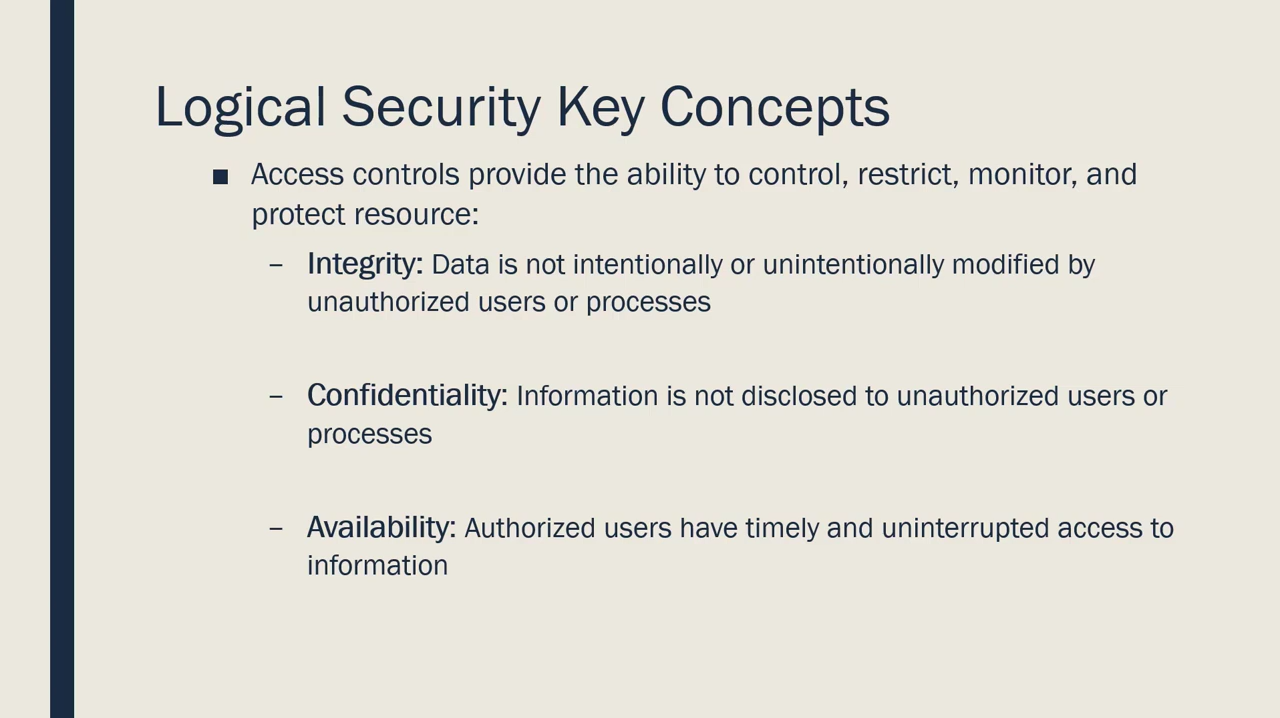 Logical Security Key Concepts
■ Access controls provide the ability to control, restrict, monitor, and
protect resource:
– Integrity: Data is not intentionally or unintentionally modified by
unauthorized users or processes
– Confidentiality: Information is not disclosed to unauthorized users or
processes
– Availability: Authorized users have timely and uninterrupted access to
information